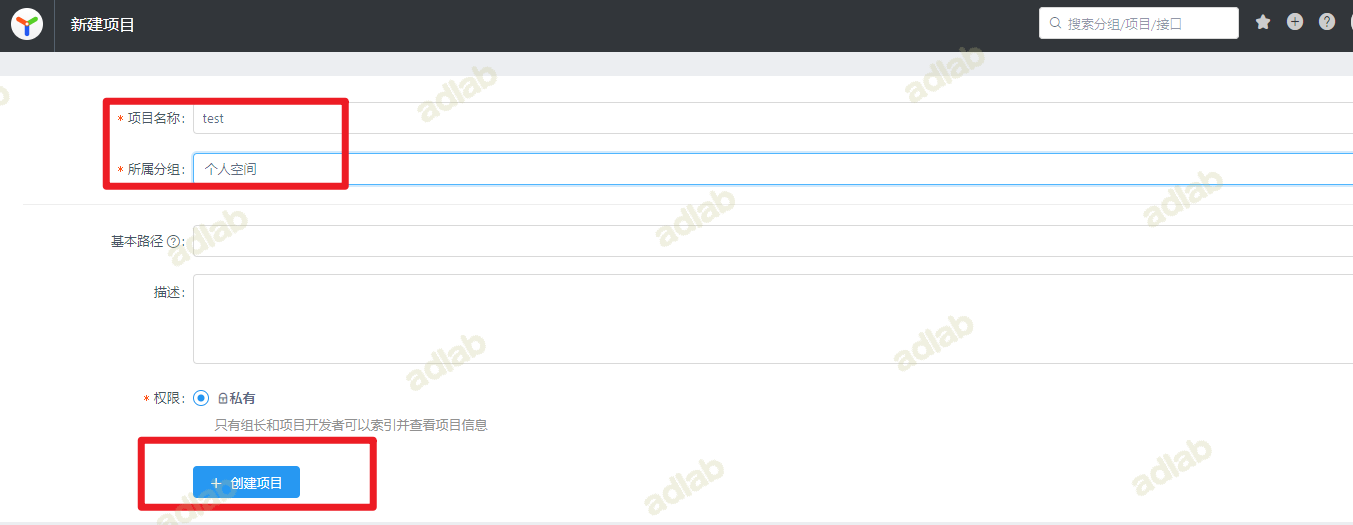 新建项目
搜索分组/项目/接口
* 项目名称: test
* 所属分组: 个人空间
基本路径 ? :
描述:
* 权限: 私有
只有组长和项目开发者可以索引并查看项目信息
+ 创建项目
adlab
adlab
adlab
adlab
adlab
adlab
adlab
adlab
adlab
adlab